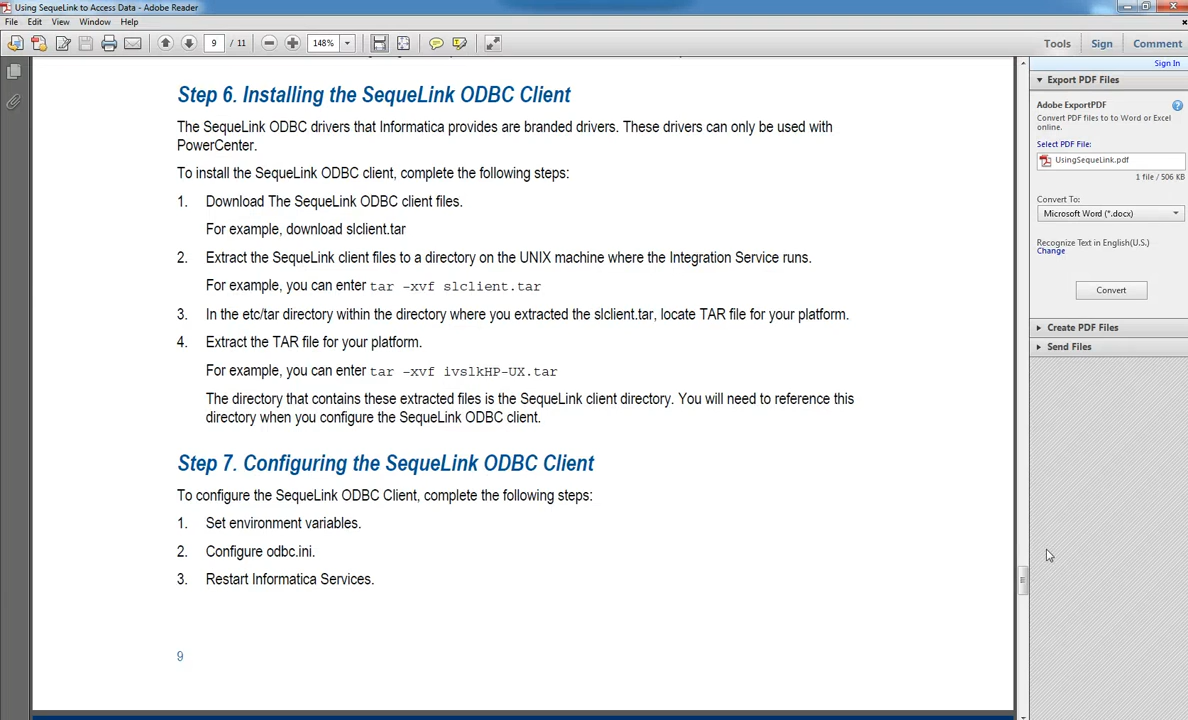 Using SequeLink to Access Data - Adobe Reader
File Edit View Window Help
9 / 11 148% Tools Sign Comment
Sign In
Export PDF Files
Adobe ExportPDF
Convert PDF files to to Word or Excel
online.
Select PDF File:
UsingSequeLink.pdf
1 file / 506 KB
Convert To:
Microsoft Word (*.docx)
Recognize Text in English(U.S.)
Change
Convert
Create PDF Files
Send Files
Step 6. Installing the SequeLink ODBC Client
The SequeLink ODBC drivers that Informatica provides are branded drivers. These drivers can only be used with
PowerCenter.
To install the SequeLink ODBC client, complete the following steps:
1. Download The SequeLink ODBC client files.
For example, download slclient.tar
2. Extract the SequeLink client files to a directory on the UNIX machine where the Integration Service runs.
For example, you can enter tar -xvf slclient.tar
3. In the etc/tar directory within the directory where you extracted the slclient.tar, locate TAR file for your platform.
4. Extract the TAR file for your platform.
For example, you can enter tar -xvf ivslkHP-UX.tar
The directory that contains these extracted files is the SequeLink client directory. You will need to reference this
directory when you configure the SequeLink ODBC client.
Step 7. Configuring the SequeLink ODBC Client
To configure the SequeLink ODBC Client, complete the following steps:
1. Set environment variables.
2. Configure odbc.ini.
3. Restart Informatica Services.
9